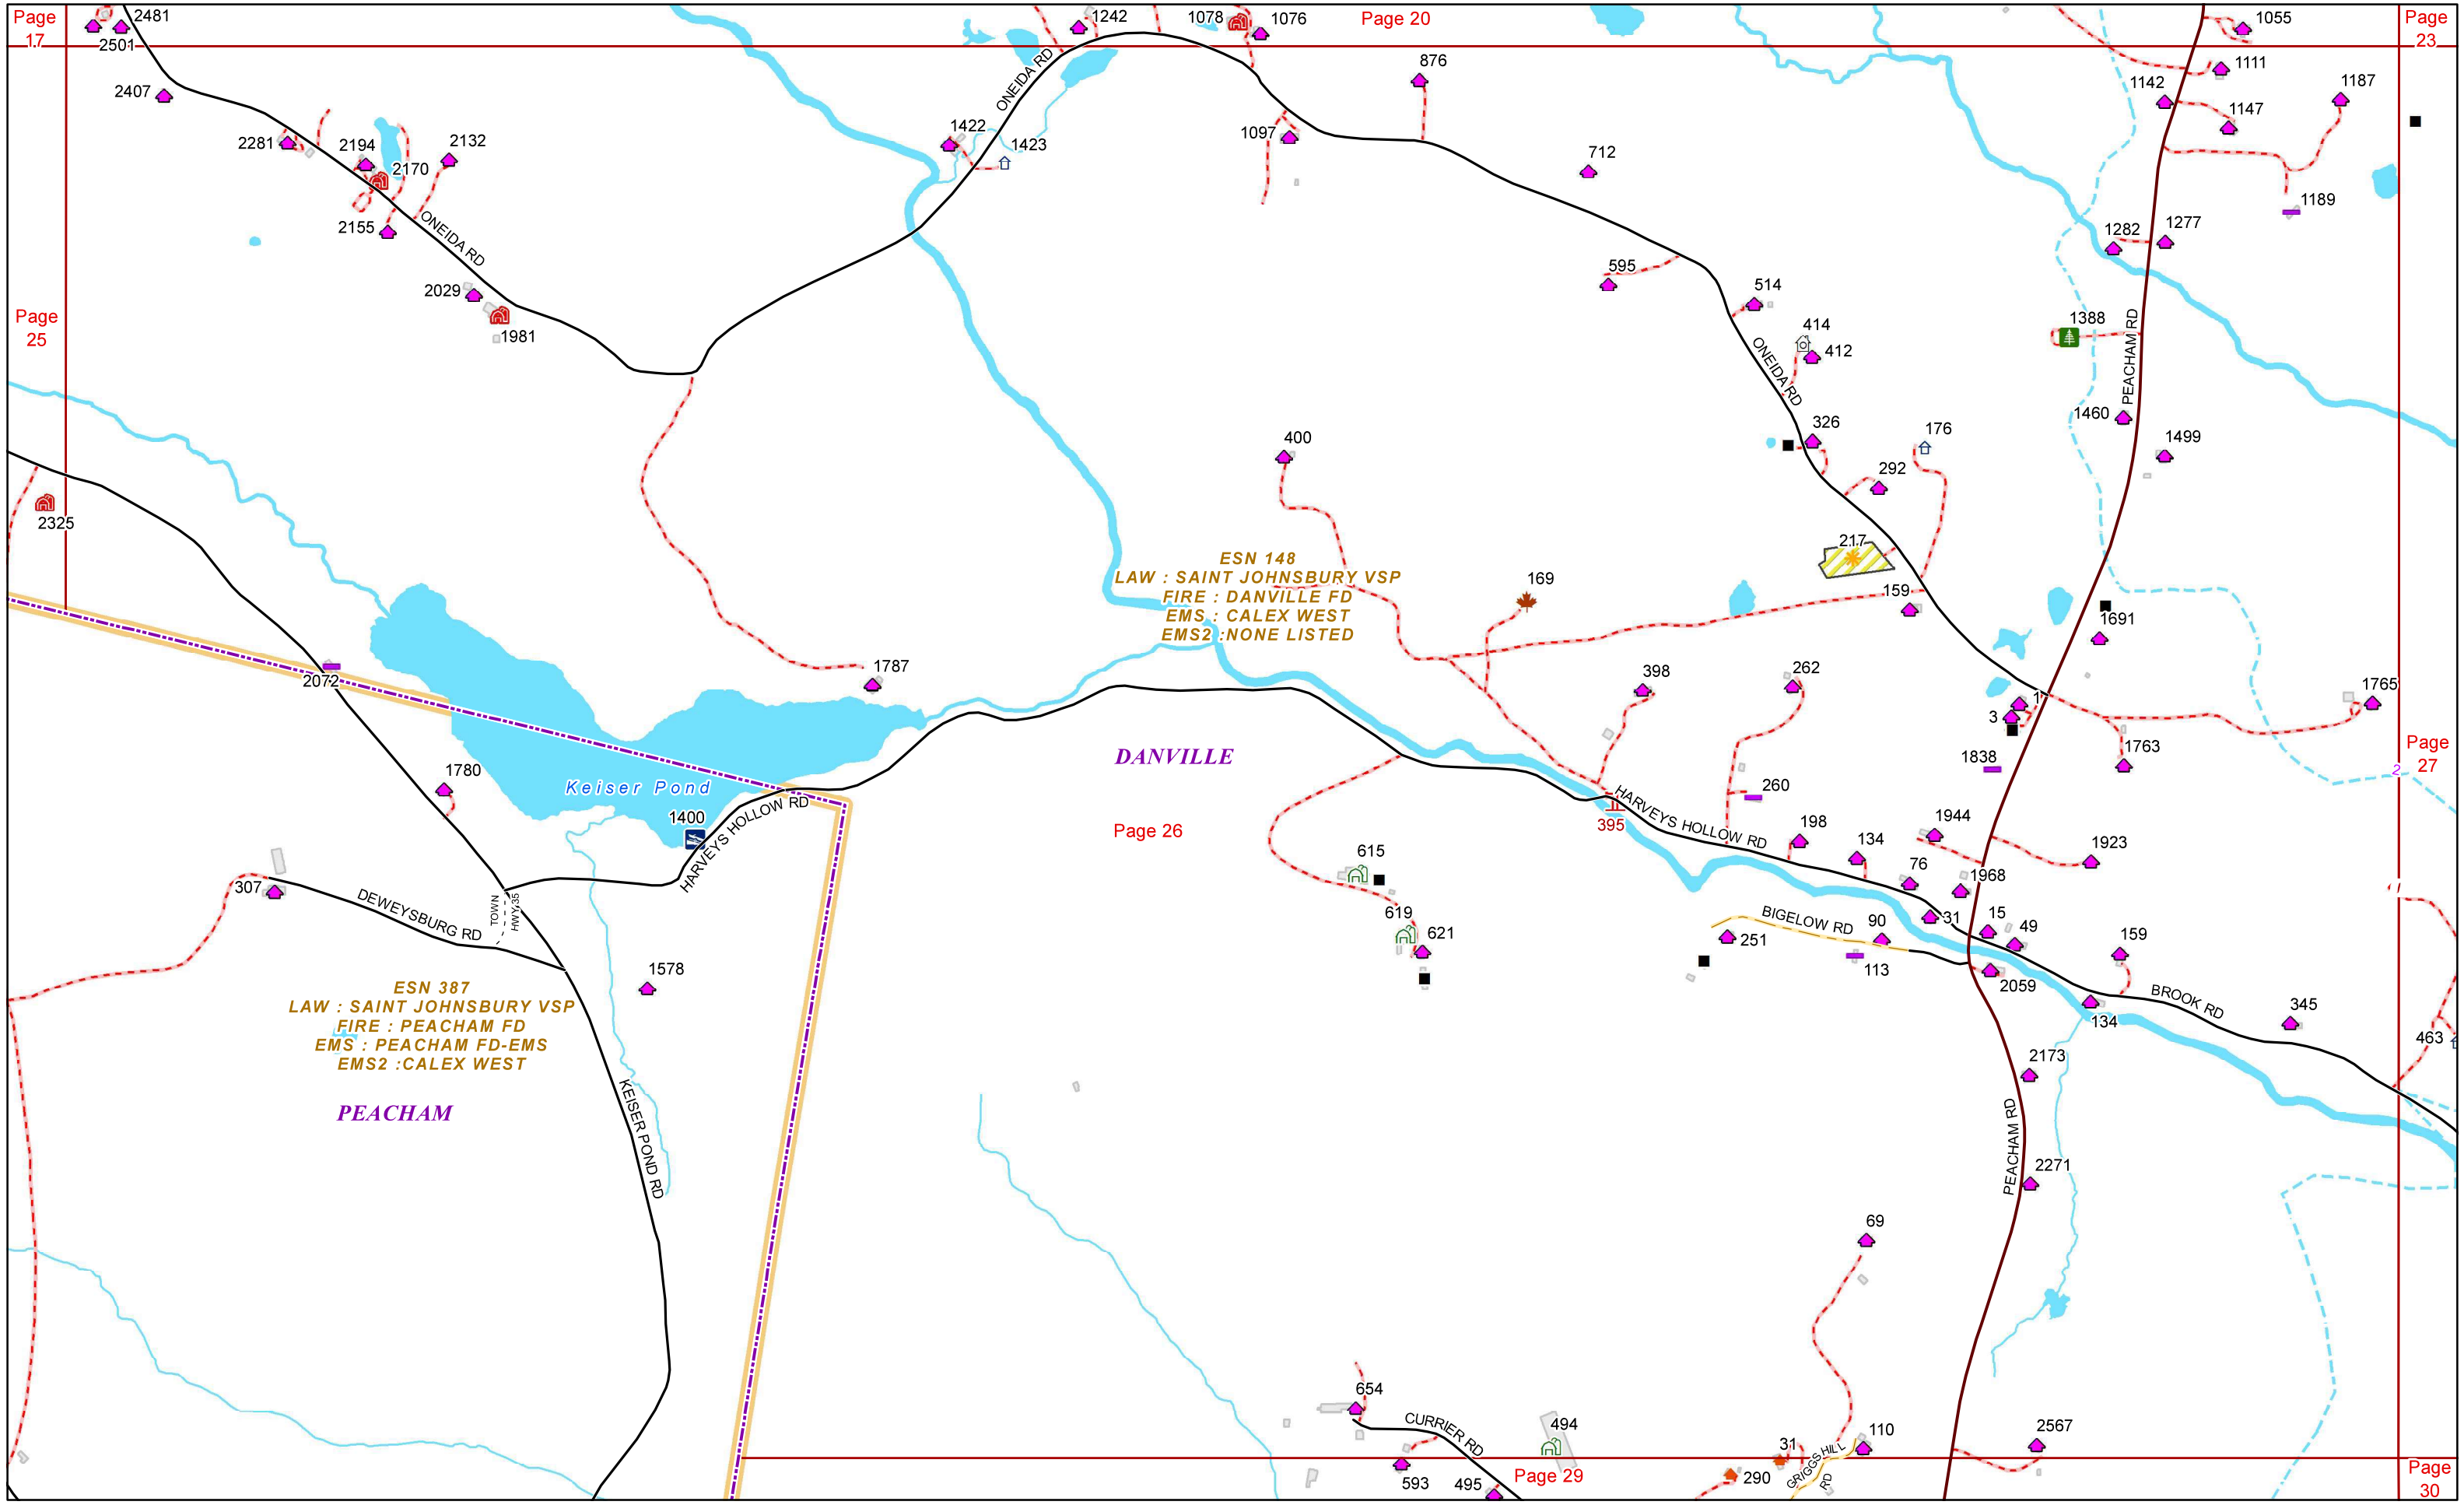 Page
17
2481
2501
1242
1078
1076
Page 20
1055
Page
23
876
1111
2407
1142
1187
ONEIDA RD
1147
1422
1423
1097
2281
2194
2132
2170
712
1189
2155
ONEIDA RD
1282
1277
595
2029
514
1981
Page
25
414
412
1388
PEACHAM RD
ONEIDA RD
1460
326
176
1499
400
292
2325
217
ESN 148
LAW : SAINT JOHNSBURY VSP
FIRE : DANVILLE FD
EMS : CALEX WEST
EMS2 :NONE LISTED
169
159
1691
1787
398
262
2072
1765
1
3
1763
1838
Page
27
2
DANVILLE
1780
Keiser Pond
260
1400
HARVEYS HOLLOW RD
Page 26
395
HARVEYS HOLLOW RD
198
134
1944
1923
615
76
1968
307
DEWEYSBURG RD
TOWN
HWY 35
619
621
BIGELOW RD
251
90
113
31
15
49
159
2059
1578
ESN 387
LAW : SAINT JOHNSBURY VSP
FIRE : PEACHAM FD
EMS : PEACHAM FD-EMS
EMS2 :CALEX WEST
BROOK RD
134
345
463
2173
PEACHAM
KEISER POND RD
PEACHAM RD
2271
69
654
CURRIER RD
494
31
GRIGGS HILL
RD
110
2567
593
495
Page 29
290
Page
30